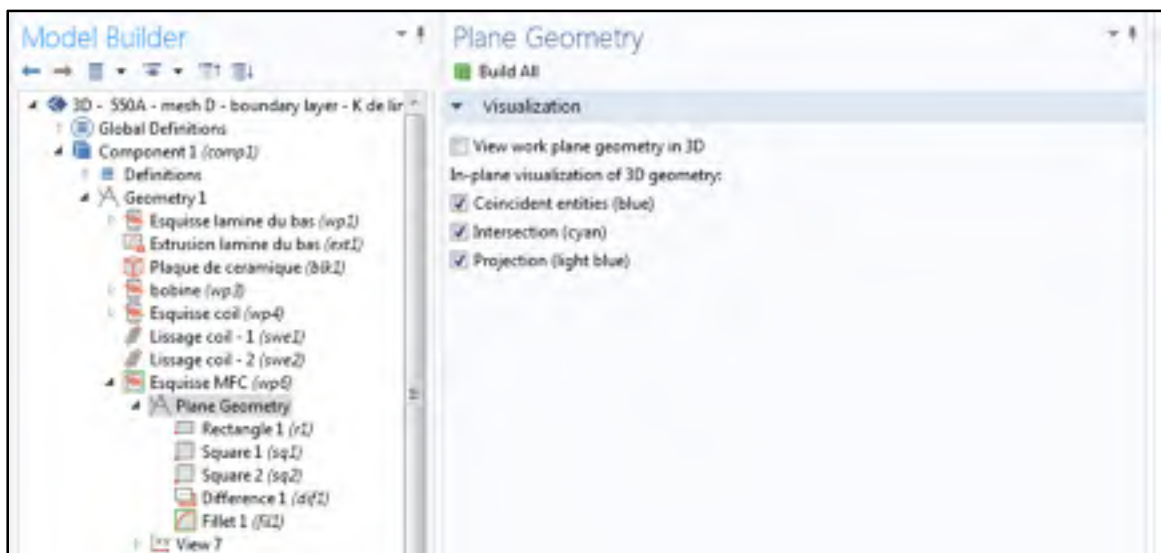 Model Builder
3D - 550A - mesh D - boundary layer - K de lir
Global Definitions
Component 1 (comp1)
Definitions
Geometry 1
Esquisse lamine du bas (wp1)
Extrusion lamine du bas (ext1)
Plaque de ceramique (blk1)
bobine (wp3)
Esquisse coil (wp4)
Lissage coil - 1 (swe1)
Lissage coil - 2 (swe2)
Esquisse MFC (wp6)
Plane Geometry
Rectangle 1 (r1)
Square 1 (sq1)
Square 2 (sq2)
Difference 1 (dif1)
Fillet 1 (fil1)
View 7
Plane Geometry
Build All
Visualization
View work plane geometry in 3D
In-plane visualization of 3D geometry:
Coincident entities (blue)
Intersection (cyan)
Projection (light blue)